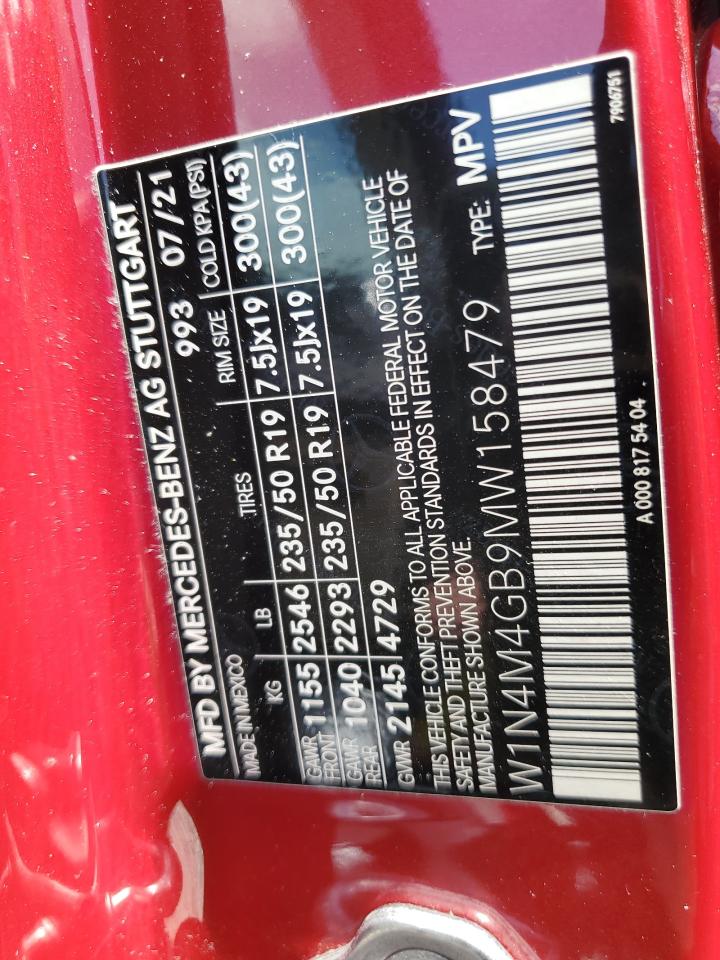 MFD BY MERCEDES-BENZ AG STUTTGART
MADE IN MEXICO 993 07/21
KG LB TIRES RIM SIZE COLD KPA(PSI)
GAWR FRONT 1155 2546 235/50 R19 7.5Jx19 300(43)
GAWR REAR 1040 2293 235/50 R19 7.5Jx19 300(43)
GVWR 2145 4729
THIS VEHICLE CONFORMS TO ALL APPLICABLE FEDERAL MOTOR VEHICLE
SAFETY AND THEFT PREVENTION STANDARDS IN EFFECT ON THE DATE OF
MANUFACTURE SHOWN ABOVE.
W1N4M4GB9MW158479 TYPE: MPV
A 000 817 54 04 7906751